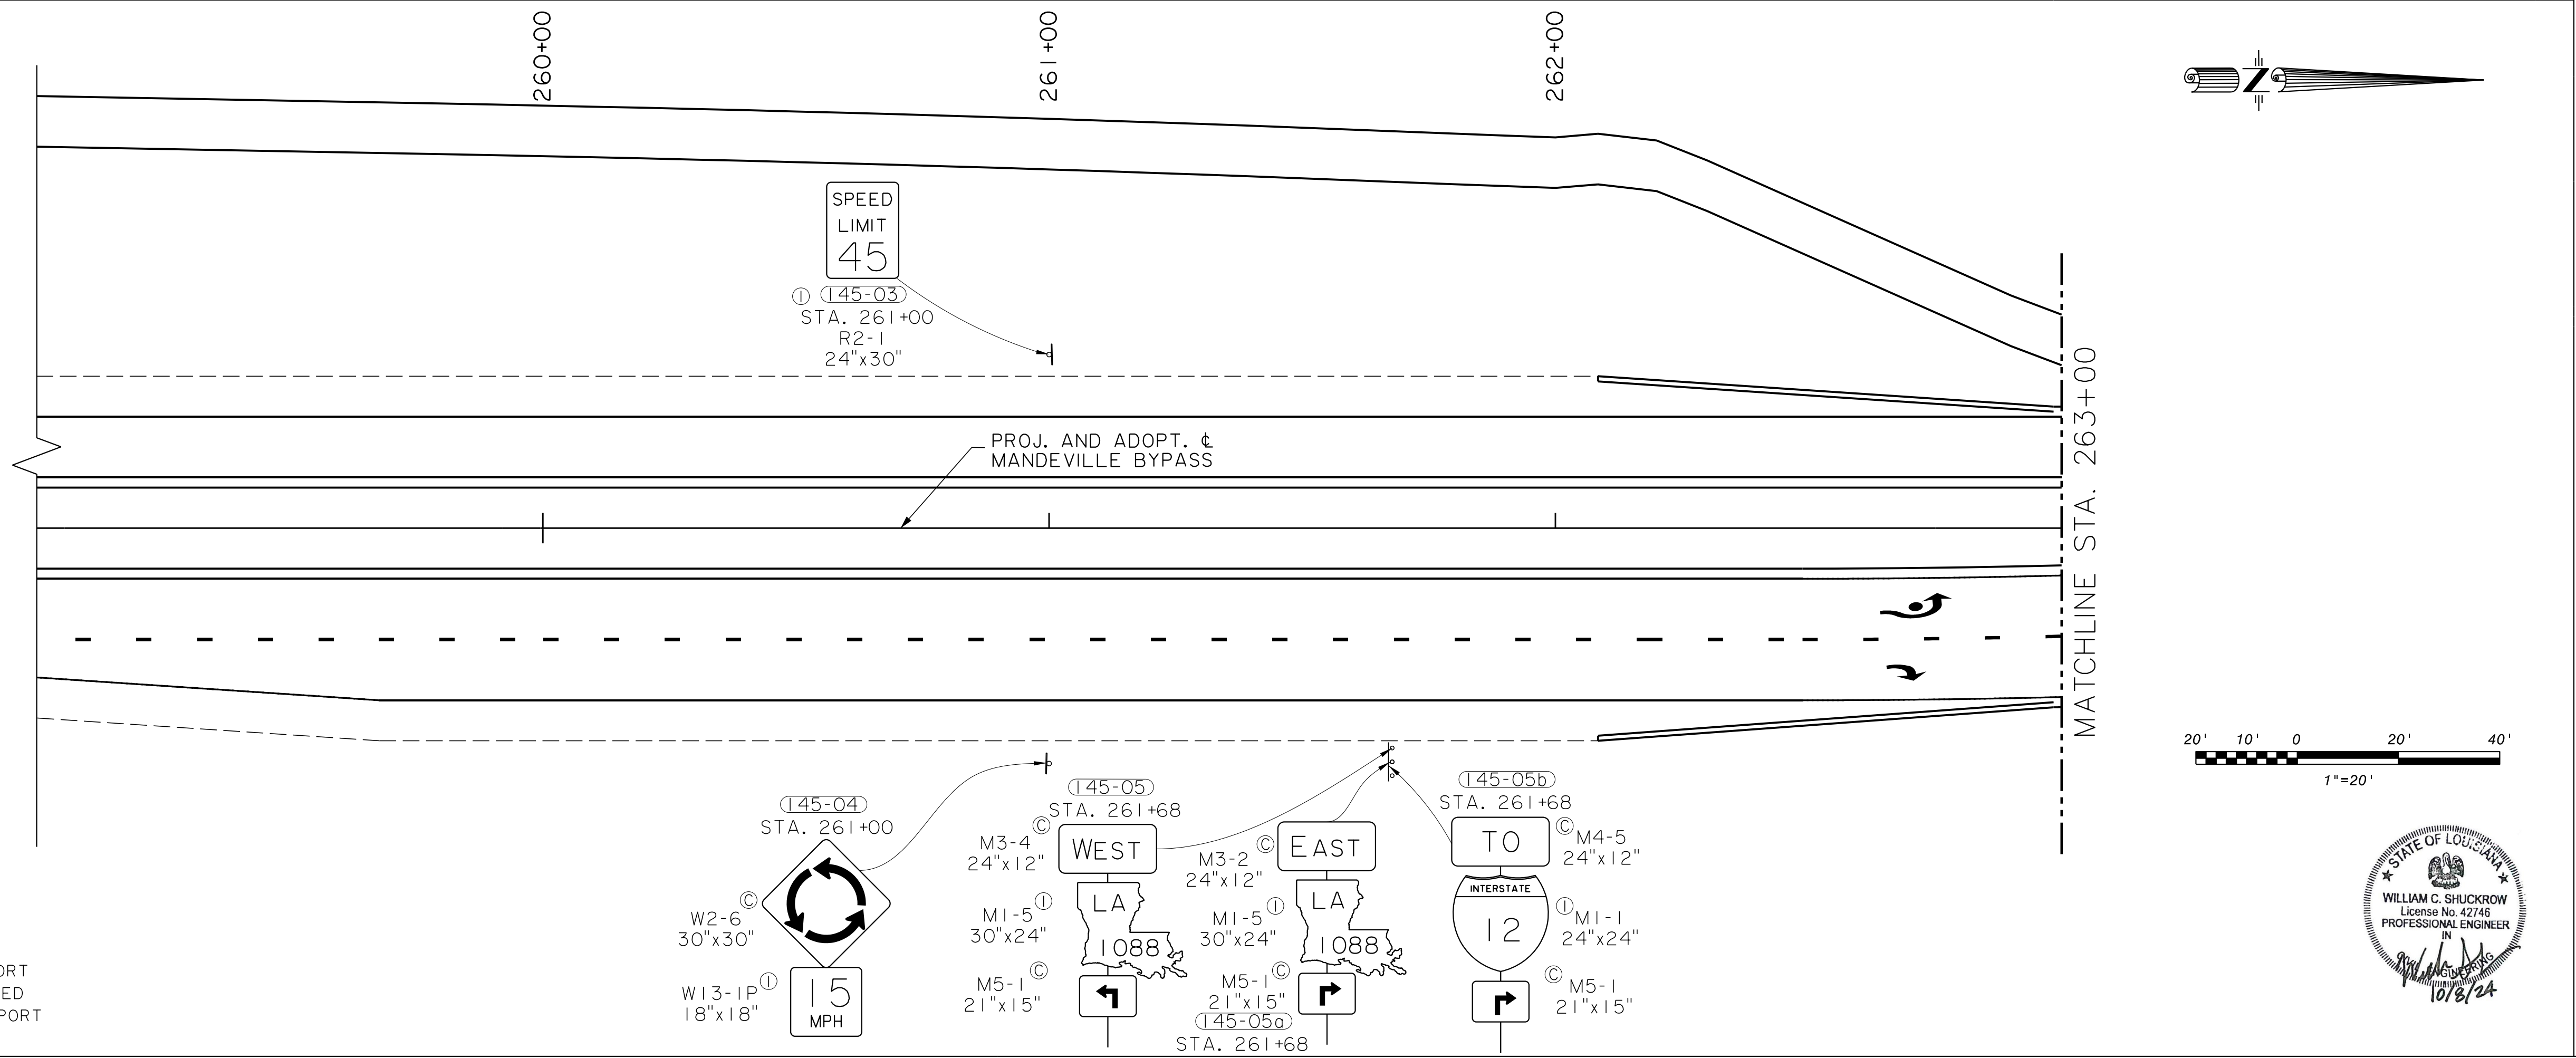 260+00
261+00
262+00
N
SPEED
LIMIT
45
I 145-03
STA. 261+00
R2-1
24"x30"
PROJ. AND ADOPT. ℄
MANDEVILLE BYPASS
MATCHLINE STA. 263+00
20' 10' 0 20' 40'
1"=20'
145-04
STA. 261+00
C
W2-6
30"x30"
W13-1P I
18"x18"
15
MPH
145-05
STA. 261+68
C
M3-4
24"x12"
WEST
M1-5 I
30"x24"
LA
1088
C
M5-1
21"x15"
C
M3-2
24"x12"
EAST
M1-5 I
30"x24"
LA
1088
M5-1 C
21"x15"
145-05a
STA. 261+68
145-05b
STA. 261+68
TO
C M4-5
24"x12"
INTERSTATE
12
I M1-1
24"x24"
C M5-1
21"x15"
STATE OF LOUISIANA
WILLIAM C. SHUCKROW
License No. 42746
PROFESSIONAL ENGINEER
IN
ENGINEERING
10/8/24
ORT
ED
PORT